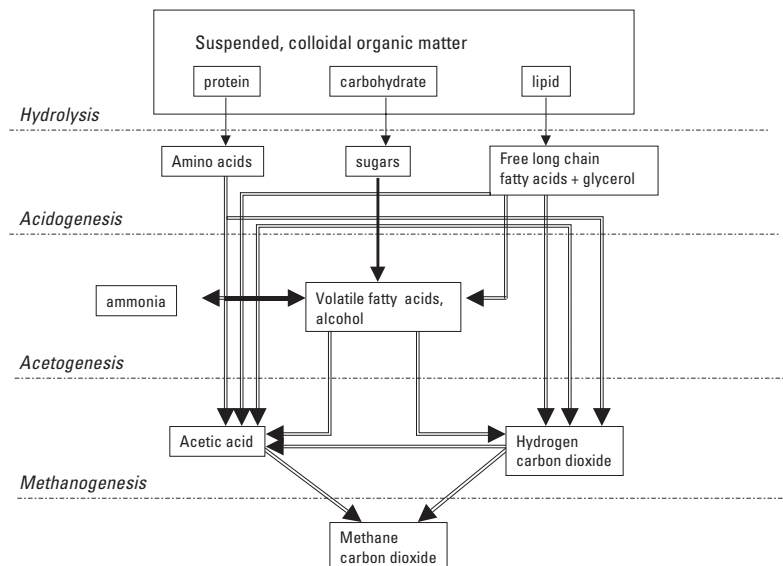 Suspended, colloidal organic matter
protein carbohydrate lipid
Hydrolysis
Amino acids sugars Free long chain
fatty acids + glycerol
Acidogenesis
ammonia Volatile fatty acids,
alcohol
Acetogenesis
Acetic acid Hydrogen
carbon dioxide
Methanogenesis
Methane
carbon dioxide